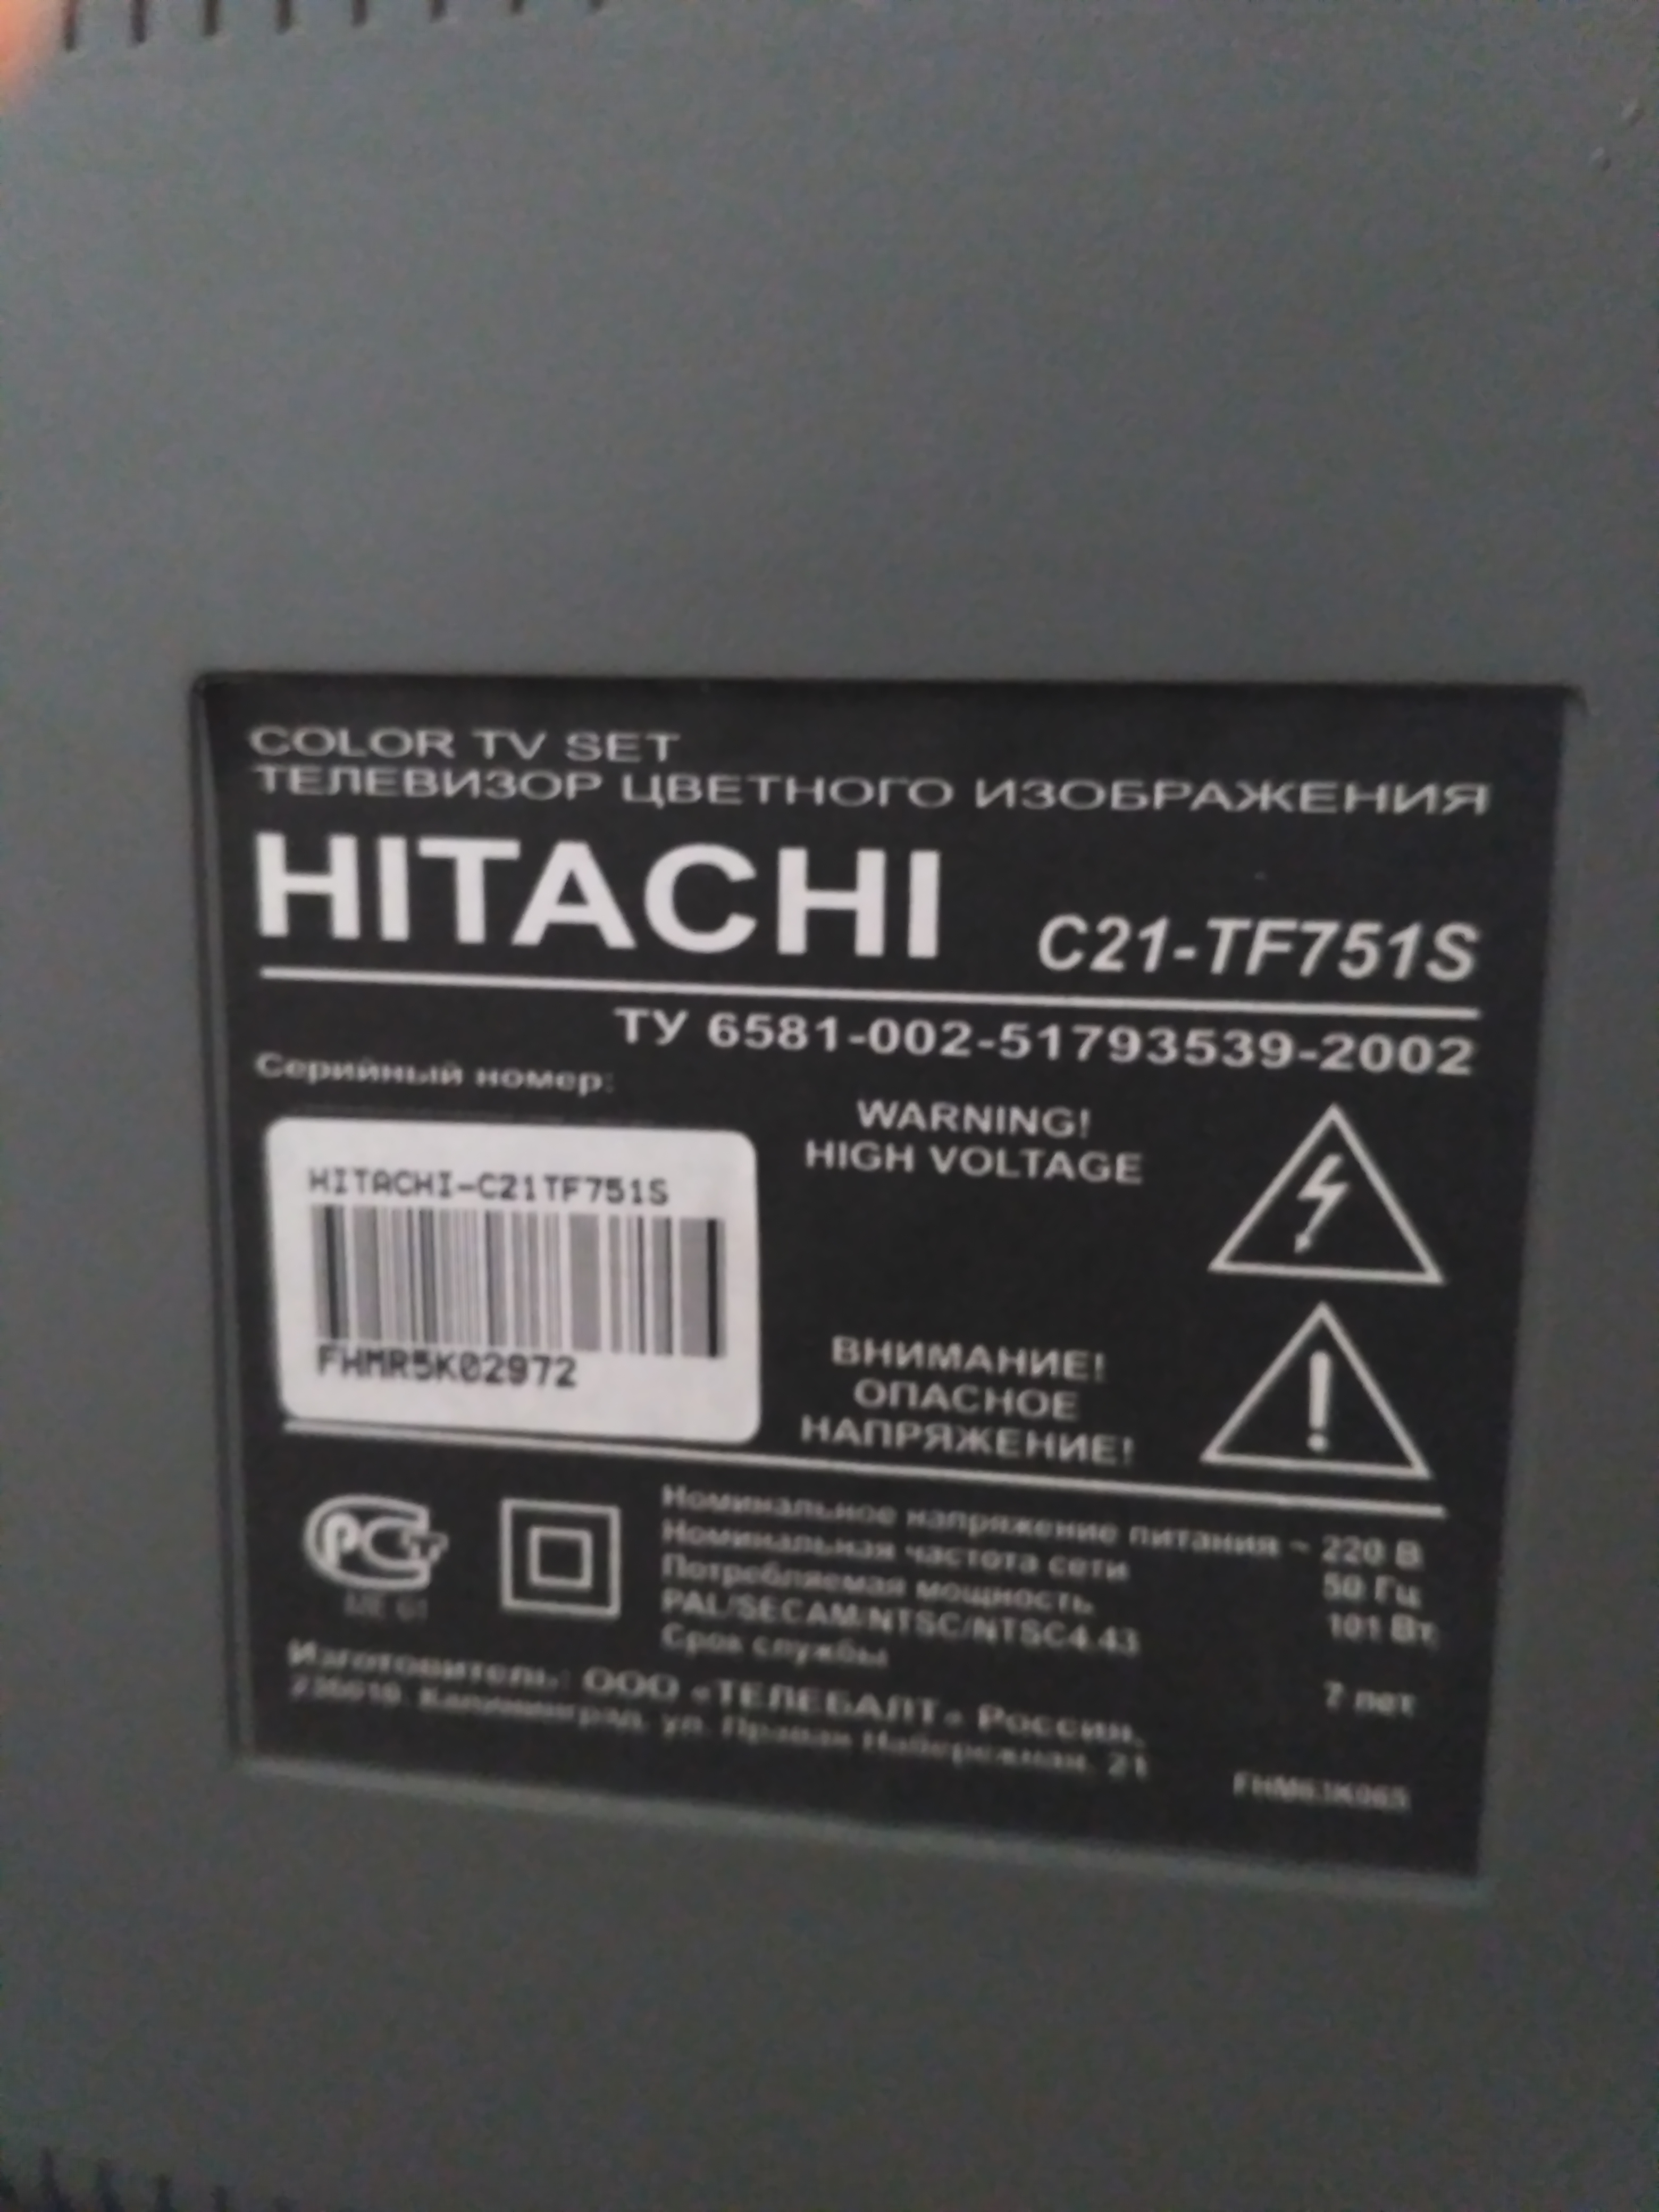 COLOR TV SET
ТЕЛЕВИЗОР ЦВЕТНОГО ИЗОБРАЖЕНИЯ
HITACHI C21-TF751S
ТУ 6581-002-51793539-2002
Серийный номер:
HITACHI-C21TF751S
FHMR5K02972
WARNING!
HIGH VOLTAGE
ВНИМАНИЕ!
ОПАСНОЕ
НАПРЯЖЕНИЕ!
Номинальное напряжение питания ~ 220 В
Номинальная частота сети 50 Гц
Потребляемая мощность 101 Вт
PAL/SECAM/NTSC/NTSC4.43
Срок службы 7 лет
Изготовитель: ООО «ТЕЛЕБАЛТ» Россия,
Калининград, ул. Правая Набережная, 21